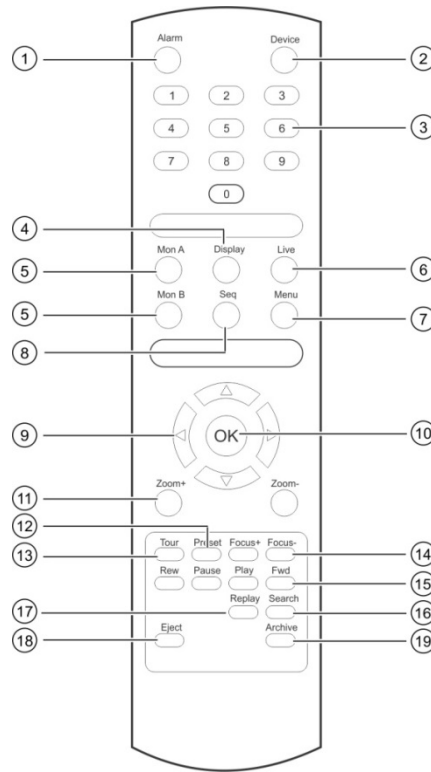 Alarm Device
1 2
1 2 3
4 5 6 3
7 8 9
0
4
Mon A Display Live
5 6
Mon B Seq Menu
5 7
8
9 OK 10
Zoom+ Zoom-
11
12
Tour Preset Focus+ Focus-
13 14
Rew Pause Play Fwd
15
Replay Search
17 16
Eject Archive
18 19